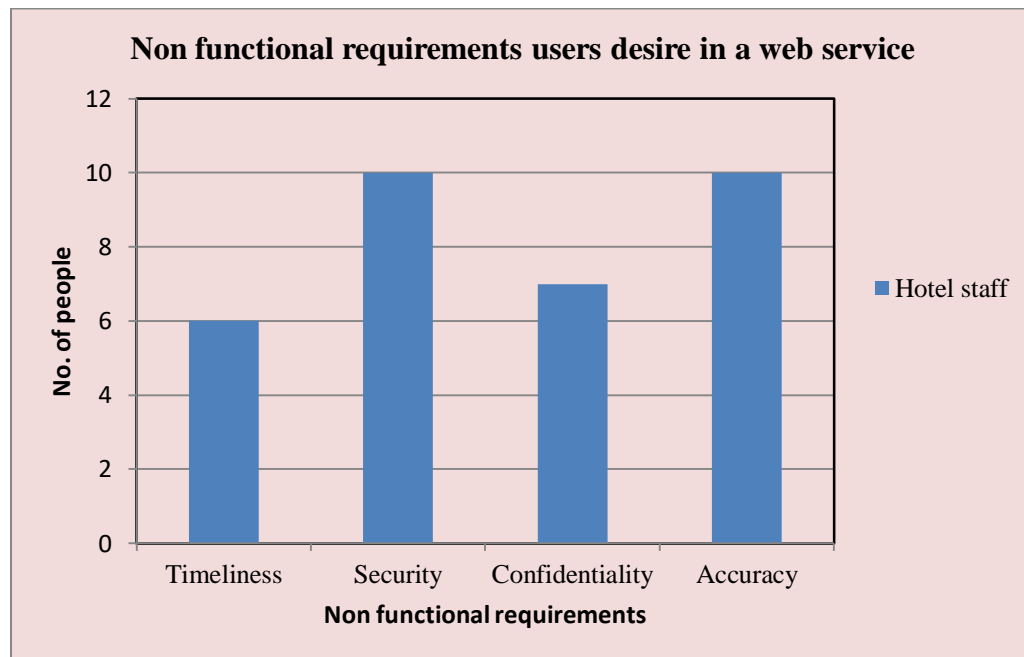 Non functional requirements users desire in a web service
12
10
8
6
4
2
0
No. of people
Timeliness Security Confidentiality Accuracy
Non functional requirements
Hotel staff